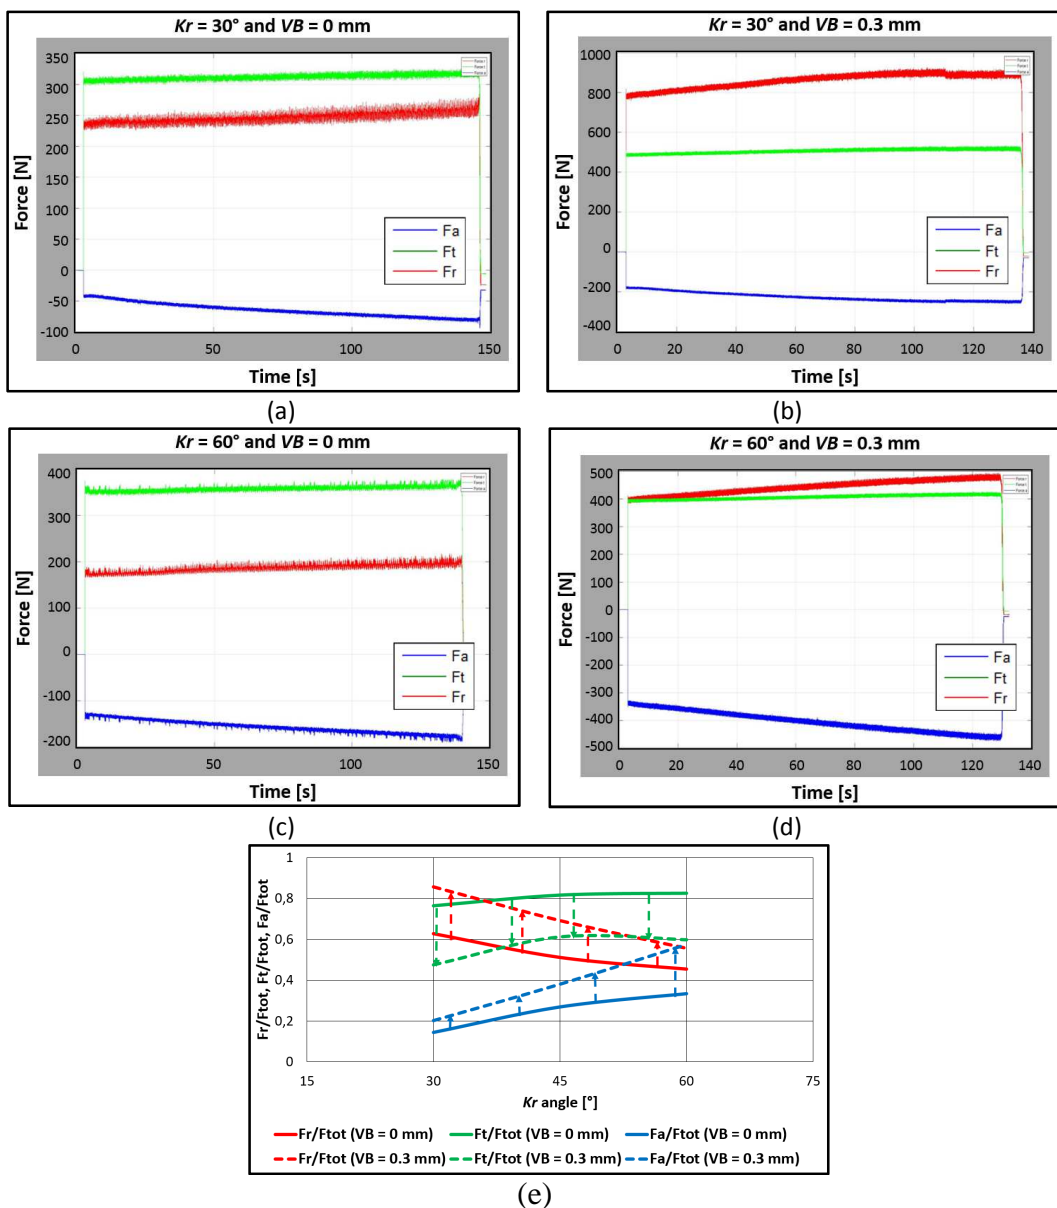 Kr = 30° and VB = 0 mm
350
300
250
200
150
100
50
0
-50
-100
Force [N]
Fa
Ft
Fr
0 50 100 150
Time [s]
(a)
Kr = 30° and VB = 0.3 mm
1000
800
600
400
200
0
-200
-400
Force [N]
Fa
Ft
Fr
0 20 40 60 80 100 120 140
Time [s]
(b)
Kr = 60° and VB = 0 mm
400
300
200
100
0
-100
-200
Force [N]
Fa
Ft
Fr
0 50 100 150
Time [s]
(c)
Kr = 60° and VB = 0.3 mm
500
400
300
200
100
0
-100
-200
-300
-400
-500
Force [N]
Fa
Ft
Fr
0 20 40 60 80 100 120 140
Time [s]
(d)
1
0,8
0,6
0,4
0,2
0
Fr/Ftot, Ft/Ftot, Fa/Ftot
15 30 45 60 75
Kr angle [°]
Fr/Ftot (VB = 0 mm) Ft/Ftot (VB = 0 mm) Fa/Ftot (VB = 0 mm)
Fr/Ftot (VB = 0.3 mm) Ft/Ftot (VB = 0.3 mm) Fa/Ftot (VB = 0.3 mm)
(e)